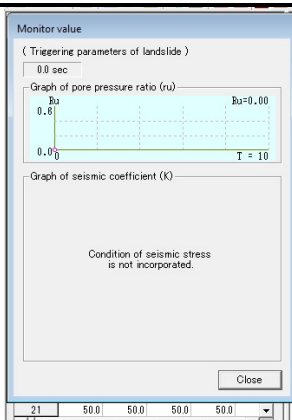 Monitor value
( Triggering parameters of landslide )
0.0 sec
Graph of pore pressure ratio (ru)
Ru
Ru=0.00
0.6
0.0
0
T = 10
Graph of seismic coefficient (K)
Condition of seismic stress
is not incorporated.
Close
21 50.0 50.0 50.0 50.0